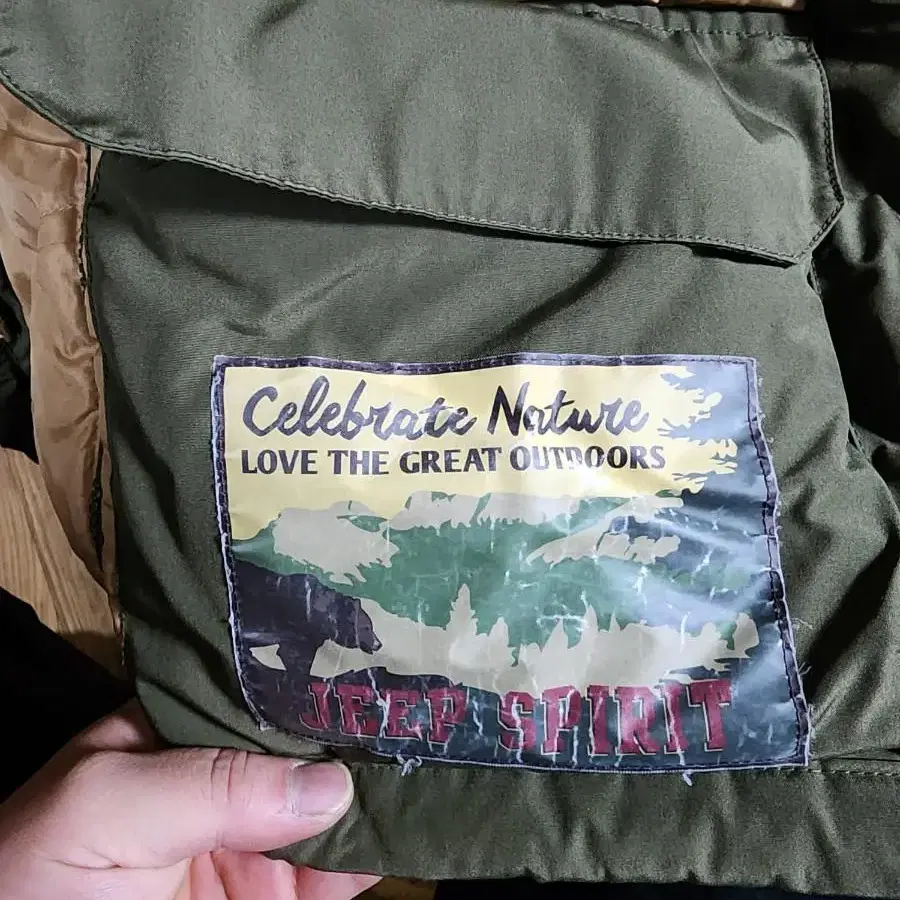 Celebrate Nature
LOVE THE GREAT OUTDOORS
JEEP SPIRIT